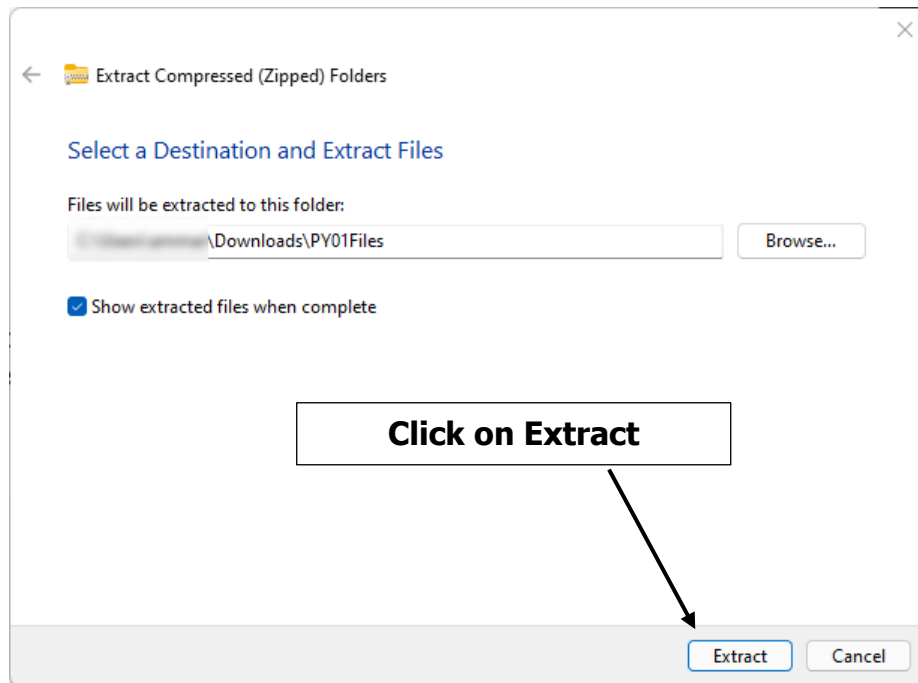 Extract Compressed (Zipped) Folders
Select a Destination and Extract Files
Files will be extracted to this folder:
\Downloads\PY01Files
Browse...
Show extracted files when complete
Click on Extract
Extract
Cancel